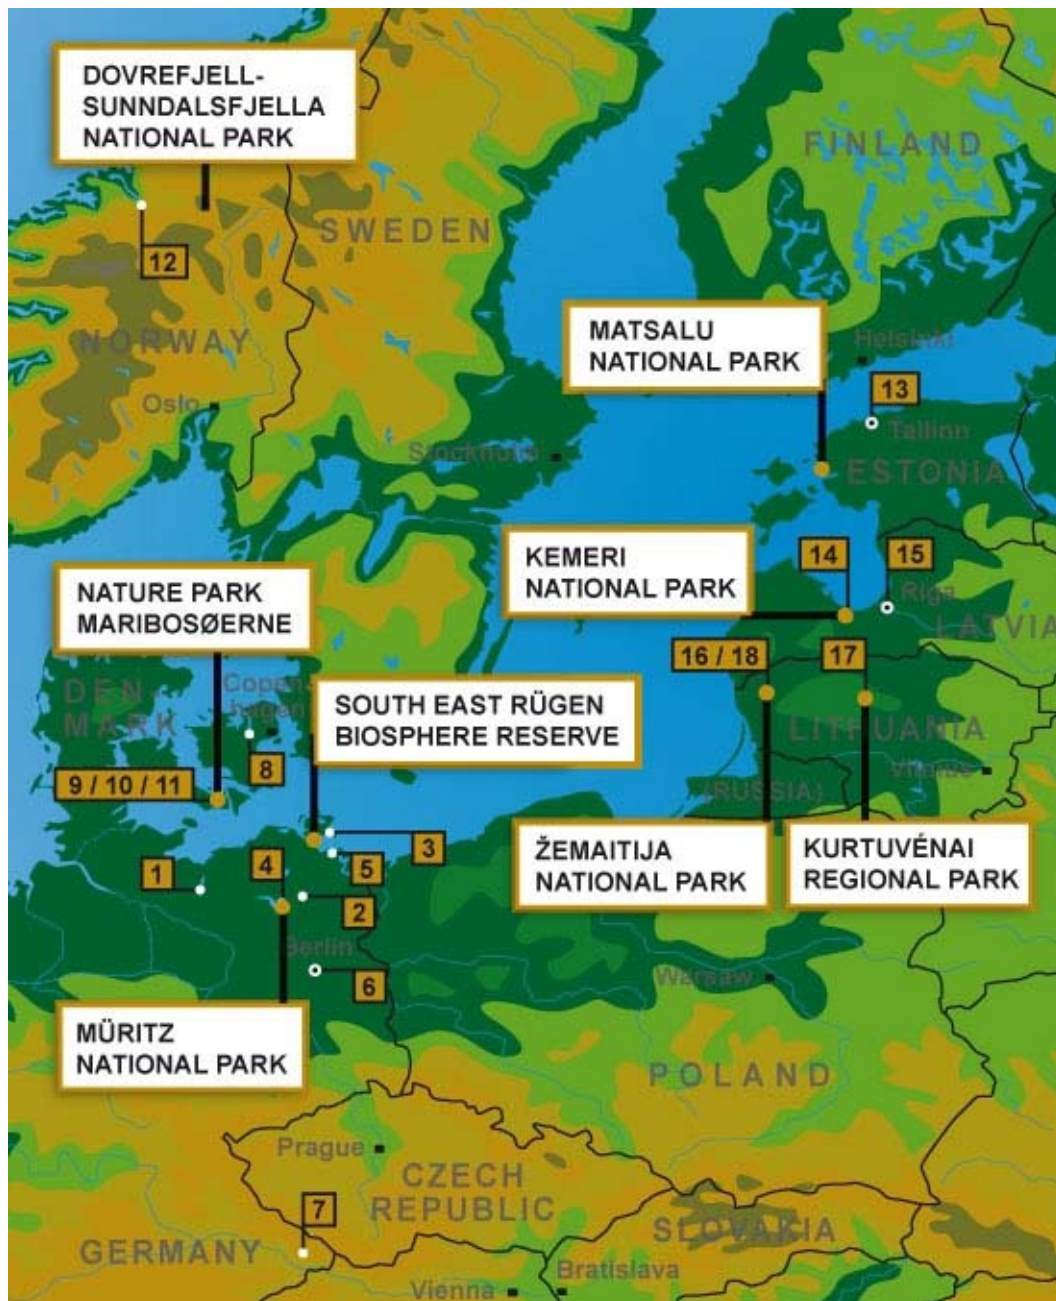 DOVREFJELL-
SUNNDALSFJELLA
NATIONAL PARK
FINLAND
SWEDEN
12
NORWAY
MATSALU
NATIONAL PARK
Helsinki
13
Oslo
Tallinn
Stockholm
ESTONIA
KEMERI
NATIONAL PARK
14
15
Riga
LATVIA
NATURE PARK
MARIBOSØERNE
16 / 18
17
DEN
MARK
Copen-
hagen
SOUTH EAST RÜGEN
BIOSPHERE RESERVE
LITHUANIA
Vilnius
8
9 / 10 / 11
(RUSSIA)
3
ŽEMAITIJA
NATIONAL PARK
KURTUVÉNAI
REGIONAL PARK
1
4
5
2
Berlin
6
Warsaw
MÜRITZ
NATIONAL PARK
POLAND
Prague
CZECH
REPUBLIC
7
GERMANY
SLOVAKIA
Vienna
Bratislava